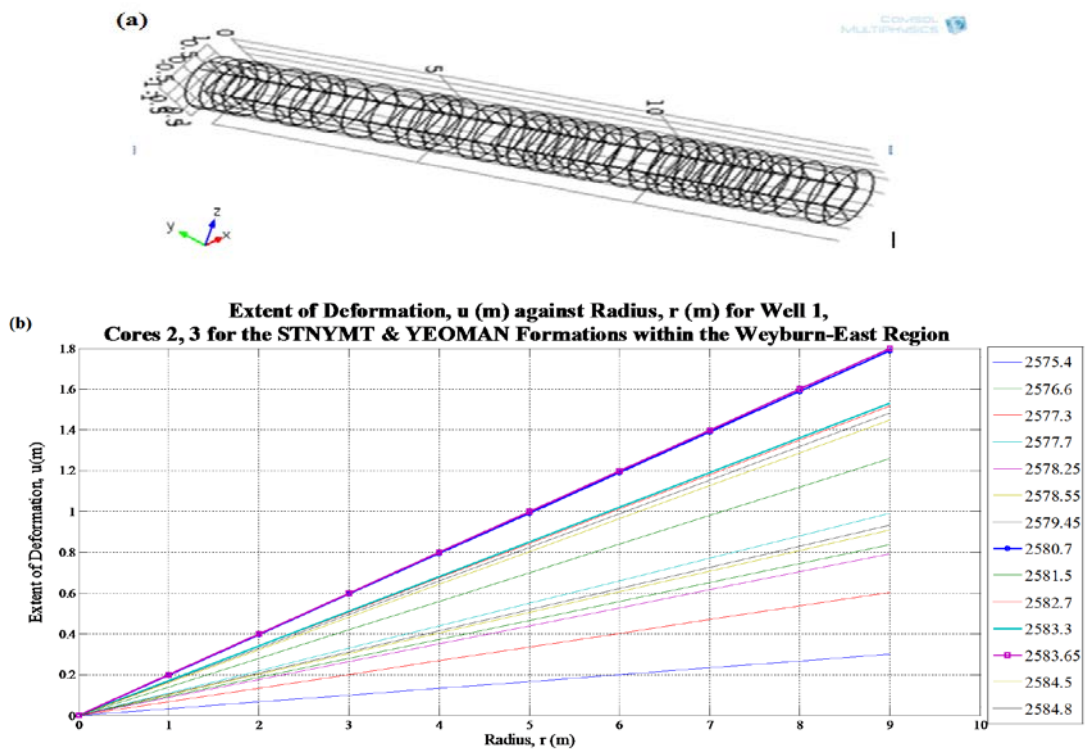 (a)
COMSOL
MULTIPHYSICS
0
5
10
y
z
x
(b)
Extent of Deformation, u (m) against Radius, r (m) for Well 1,
Cores 2, 3 for the STNYMT & YEOMAN Formations within the Weyburn-East Region
Extent of Deformation, u(m)
1.8
1.6
1.4
1.2
1
0.8
0.6
0.4
0.2
0
0 1 2 3 4 5 6 7 8 9 10
Radius, r (m)
2575.4
2576.6
2577.3
2577.7
2578.25
2578.55
2579.45
2580.7
2581.5
2582.7
2583.3
2583.65
2584.5
2584.8